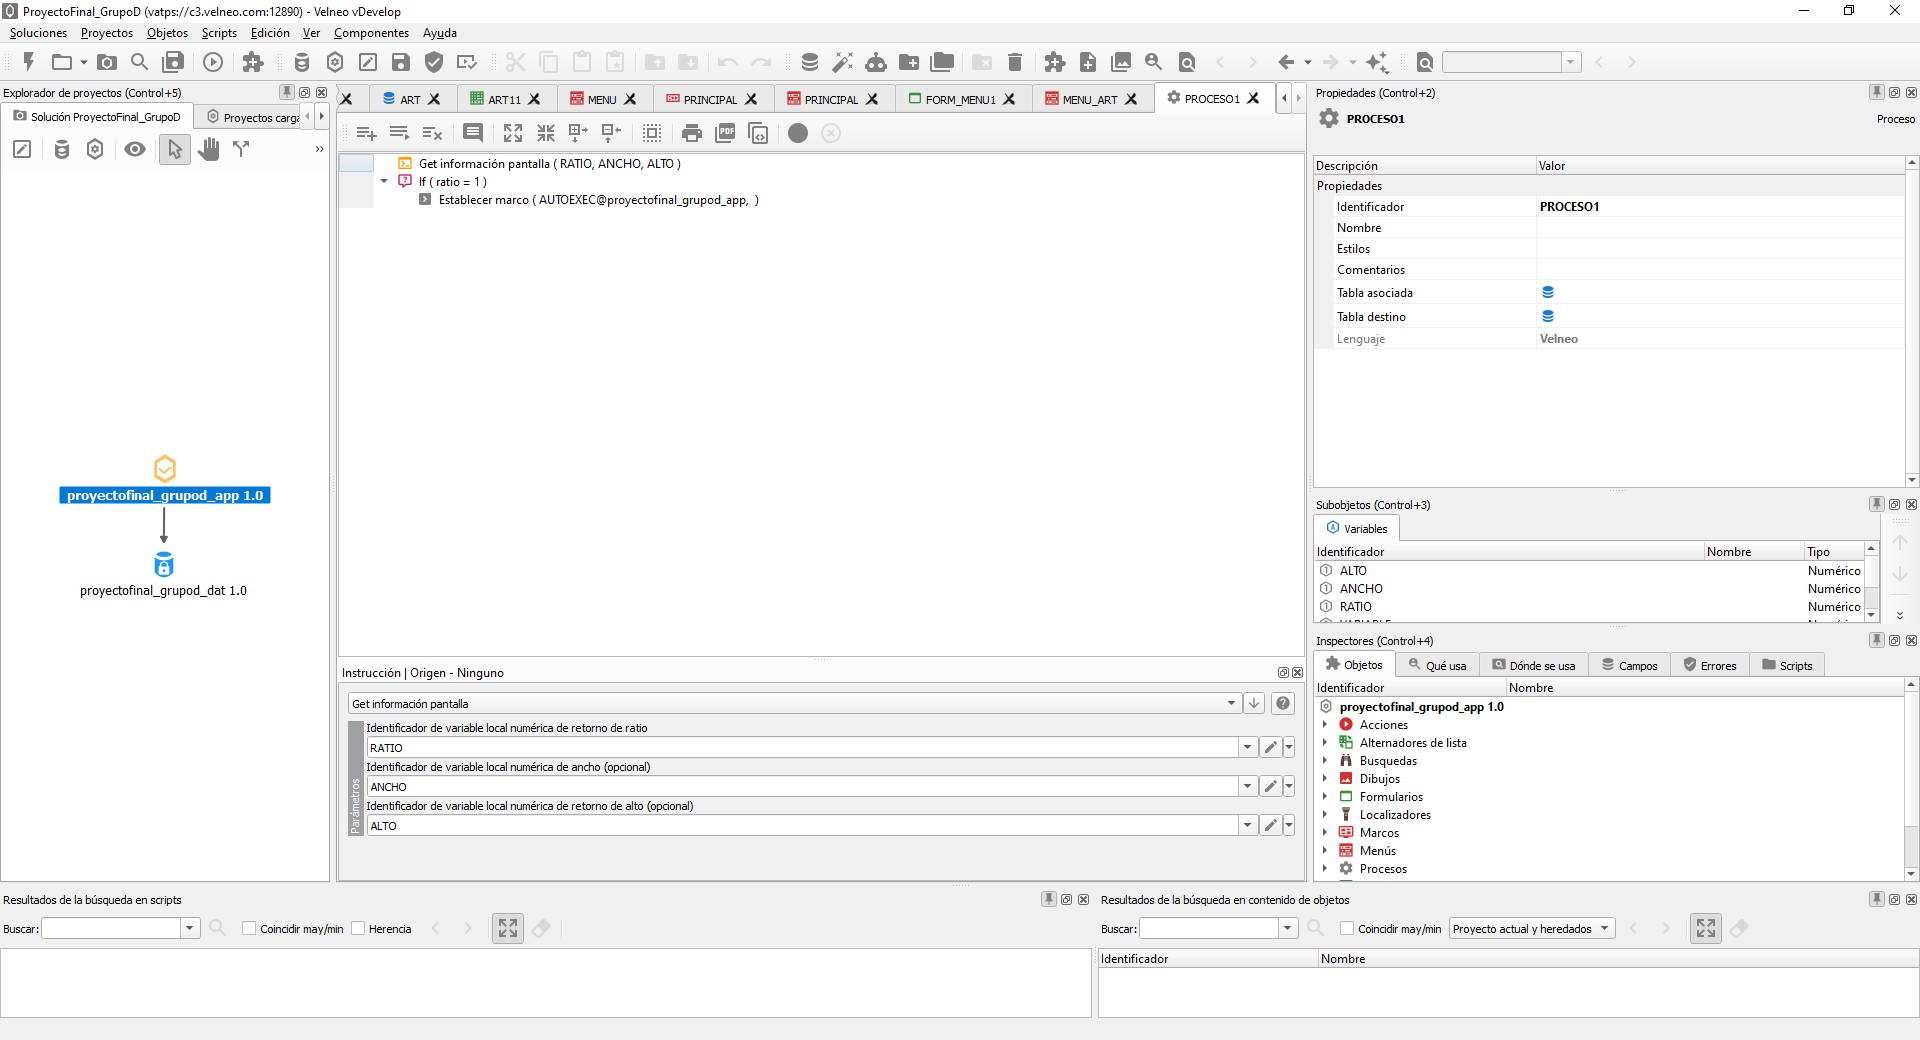 ProyectoFinal_GrupoD (vatps://c3.velneo.com:12890) - Velneo vDevelop
Soluciones Proyectos Objetos Scripts Edición Ver Componentes Ayuda
Explorador de proyectos (Control+5)
Solución ProyectoFinal_GrupoD
Proyectos carga
»
proyectofinal_grupod_app 1.0
proyectofinal_grupod_dat 1.0
ART ART11 MENU PRINCIPAL PRINCIPAL FORM_MENU1 MENU_ART PROCESO1
Get información pantalla ( RATIO, ANCHO, ALTO )
If ( ratio = 1 )
Establecer marco ( AUTOEXEC@proyectofinal_grupod_app,  )
Instrucción | Origen - Ninguno
Get información pantalla
Parámetros
Identificador de variable local numérica de retorno de ratio
RATIO
Identificador de variable local numérica de ancho (opcional)
ANCHO
Identificador de variable local numérica de retorno de alto (opcional)
ALTO
Propiedades (Control+2)
PROCESO1
Proceso
Descripción Valor
Propiedades
Identificador PROCESO1
Nombre
Estilos
Comentarios
Tabla asociada
Tabla destino
Lenguaje Velneo
Subobjetos (Control+3)
Variables
Identificador Nombre Tipo
ALTO Numérico
ANCHO Numérico
RATIO Numérico
Inspectores (Control+4)
Objetos Qué usa Dónde se usa Campos Errores Scripts
Identificador Nombre
proyectofinal_grupod_app 1.0
Acciones
Alternadores de lista
Busquedas
Dibujos
Formularios
Localizadores
Marcos
Menús
Procesos
Resultados de la búsqueda en scripts
Buscar: Coincidir may/min Herencia
Resultados de la búsqueda en contenido de objetos
Buscar: Coincidir may/min Proyecto actual y heredados
Identificador Nombre